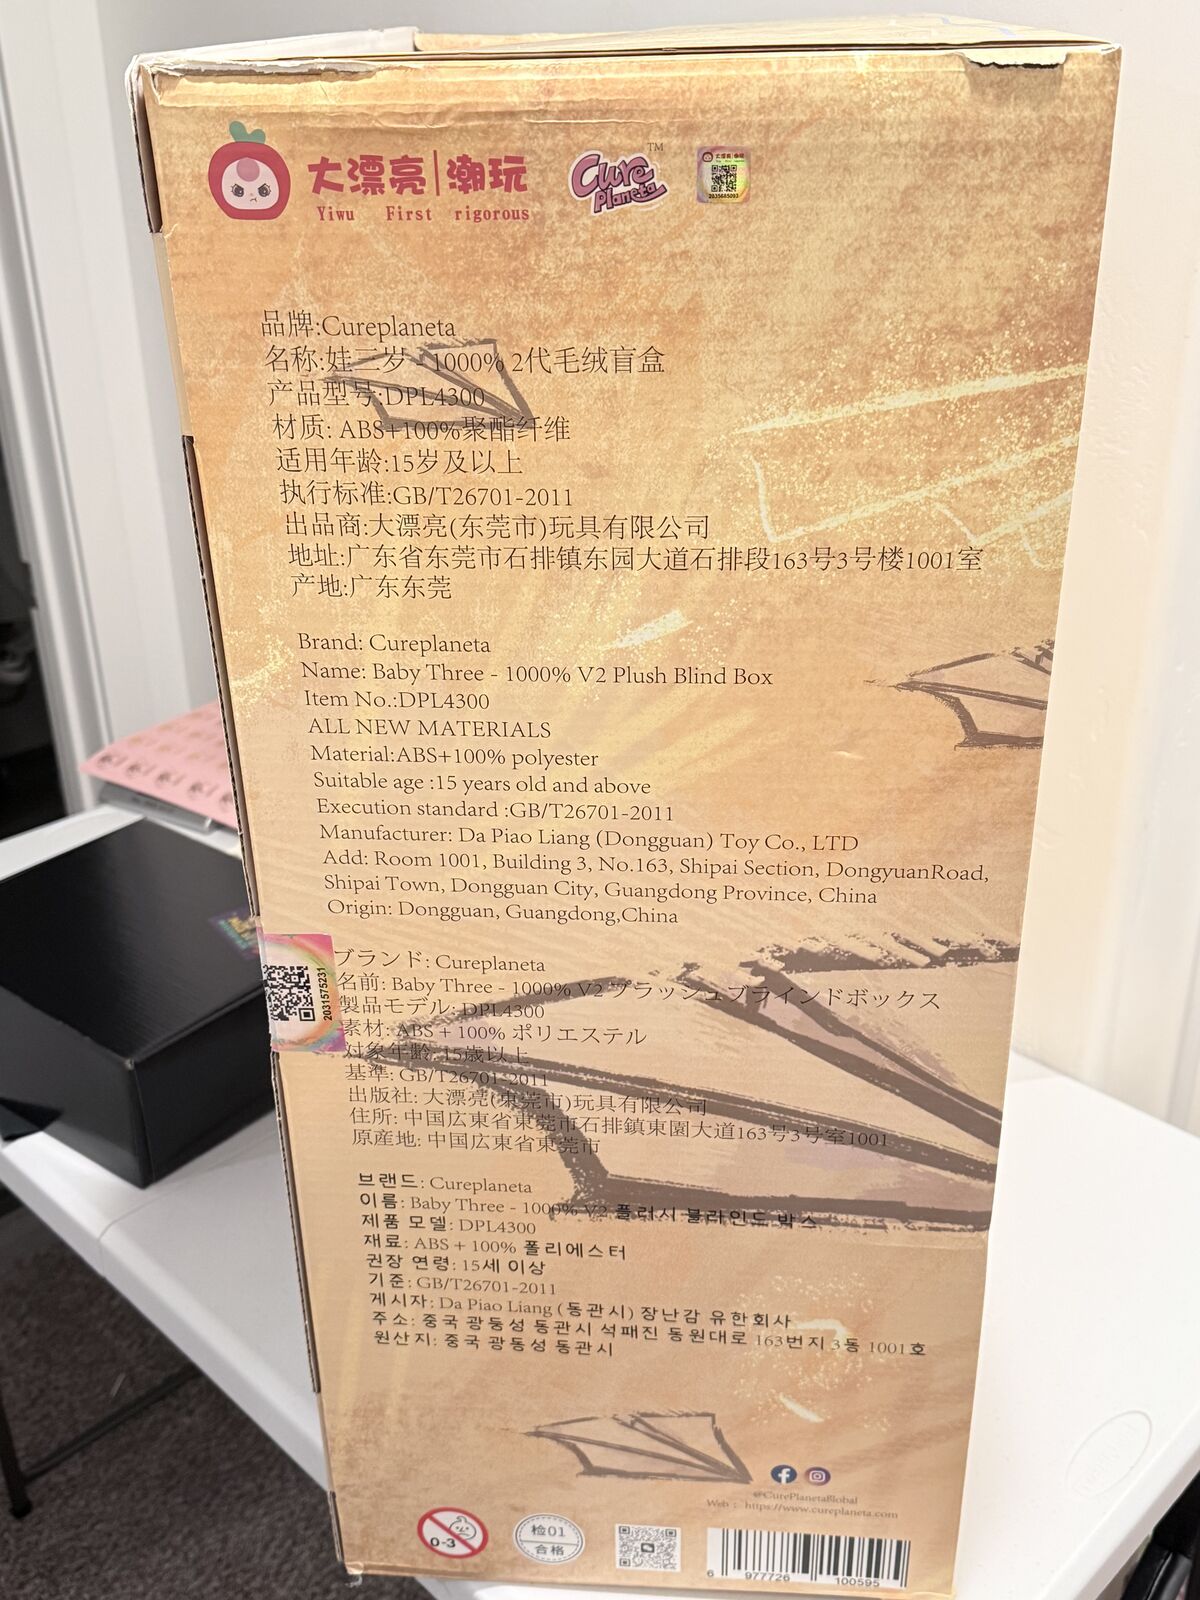 大漂亮|潮玩
Yiwu First rigorous
Cure Planeta TM
2035685093
品牌:Cureplaneta
名称:娃三岁 - 1000% 2代毛绒盲盒
产品型号:DPL4300
材质: ABS+100%聚酯纤维
适用年龄:15岁及以上
执行标准:GB/T26701-2011
出品商:大漂亮(东莞市)玩具有限公司
地址:广东省东莞市石排镇东园大道石排段163号3号楼1001室
产地:广东东莞
Brand: Cureplaneta
Name: Baby Three - 1000% V2 Plush Blind Box
Item No.:DPL4300
ALL NEW MATERIALS
Material:ABS+100% polyester
Suitable age :15 years old and above
Execution standard :GB/T26701-2011
Manufacturer: Da Piao Liang (Dongguan) Toy Co., LTD
Add: Room 1001, Building 3, No.163, Shipai Section, DongyuanRoad,
Shipai Town, Dongguan City, Guangdong Province, China
Origin: Dongguan, Guangdong,China
2031575231
ブランド: Cureplaneta
名前: Baby Three - 1000% V2 プラッシュブラインドボックス
製品モデル: DPL4300
素材: ABS + 100% ポリエステル
対象年齢: 15歳以上
基準: GB/T26701-2011
出版社: 大漂亮(東莞市)玩具有限公司
住所: 中国広東省東莞市石排鎮東園大道163号3号室1001
原産地: 中国広東省東莞市
브랜드: Cureplaneta
이름: Baby Three - 1000% V2 플러시 블라인드 박스
제품 모델: DPL4300
재료: ABS + 100% 폴리에스터
권장 연령: 15세 이상
기준: GB/T26701-2011
게시자: Da Piao Liang (동관시) 장난감 유한회사
주소: 중국 광둥성 동관시 석패진 동원대로 163번지 3동 1001호
원산지: 중국 광동성 동관시
@CurePlanetaBlobal
Web : https://www.cureplaneta.com
0-3
检01
合格
6 977726 100595